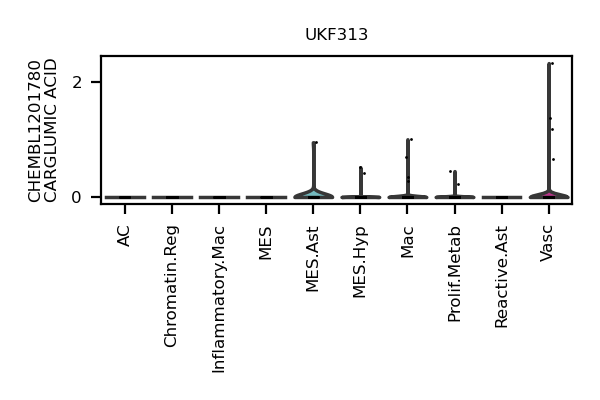 UKF313
CHEMBL1201780
CARGLUMIC ACID
2
0
AC
Chromatin.Reg
Inflammatory.Mac
MES
MES.Ast
MES.Hyp
Mac
Prolif.Metab
Reactive.Ast
Vasc